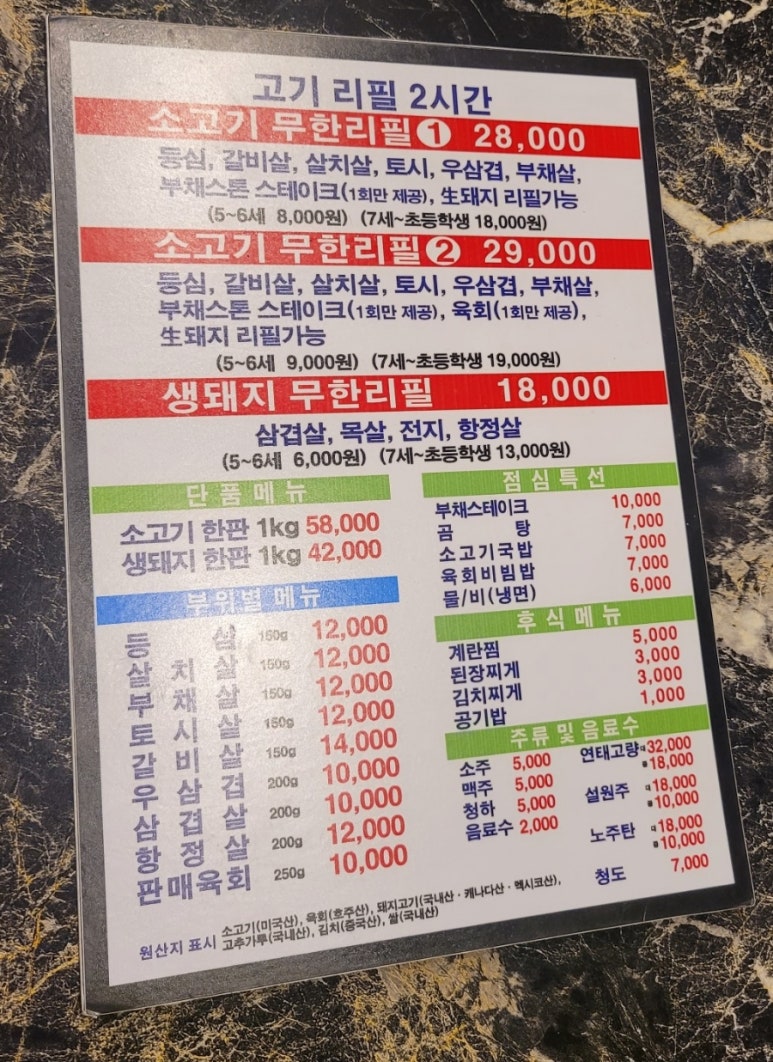 고기 리필 2시간
소고기 무한리필❶ 28,000
등심, 갈비살, 살치살, 토시, 우삼겹, 부채살,
부채스톤 스테이크(1회만 제공), 生돼지 리필가능
(5~6세 8,000원) (7세~초등학생 18,000원)
소고기 무한리필❷ 29,000
등심, 갈비살, 살치살, 토시, 우삼겹, 부채살,
부채스톤 스테이크(1회만 제공), 육회(1회만 제공),
生돼지 리필가능
(5~6세 9,000원) (7세~초등학생 19,000원)
생돼지 무한리필 18,000
삼겹살, 목살, 전지, 항정살
(5~6세 6,000원) (7세~초등학생 13,000원)
단품메뉴
소고기 한판 1kg 58,000
생돼지 한판 1kg 42,000
부위별 메뉴
등심 150g 12,000
살치살 150g 12,000
부채살 150g 12,000
토시살 150g 12,000
갈비살 150g 14,000
우삼겹 200g 10,000
삼겹살 200g 10,000
항정살 200g 12,000
판매육회 250g 10,000
점심특선
부채스테이크 10,000
곰탕 7,000
소고기국밥 7,000
육회비빔밥 7,000
물/비(냉면) 6,000
후식메뉴
계란찜 5,000
된장찌게 3,000
김치찌게 3,000
공기밥 1,000
주류 및 음료수
소주 5,000
맥주 5,000
청하 5,000
음료수 2,000
연태고량 대 32,000
중 18,000
설원주 대 18,000
중 10,000
노주탄 대 18,000
중 10,000
청도 7,000
원산지 표시 소고기(미국산), 육회(호주산), 돼지고기(국내산 · 캐나다산 · 멕시코산),
고추가루(국내산), 김치(중국산), 쌀(국내산)